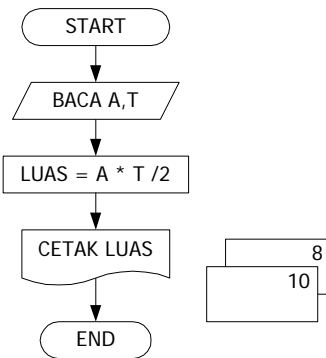 START
BACA A,T
LUAS = A * T /2
CETAK LUAS
8
10
END